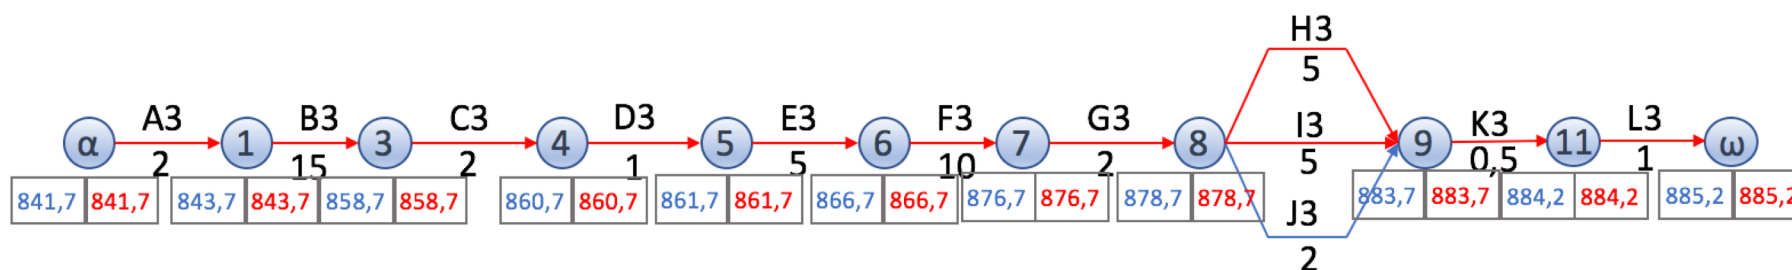 H3
5
A3 B3 C3 D3 E3 F3 G3 I3 K3 L3
α 1 3 4 5 6 7 8 9 11 ω
2 15 2 1 5 10 2 5 0,5 1
841,7 841,7 843,7 843,7 858,7 858,7 860,7 860,7 861,7 861,7 866,7 866,7 876,7 876,7 878,7 878,7 883,7 883,7 884,2 884,2 885,2 885,2
J3
2